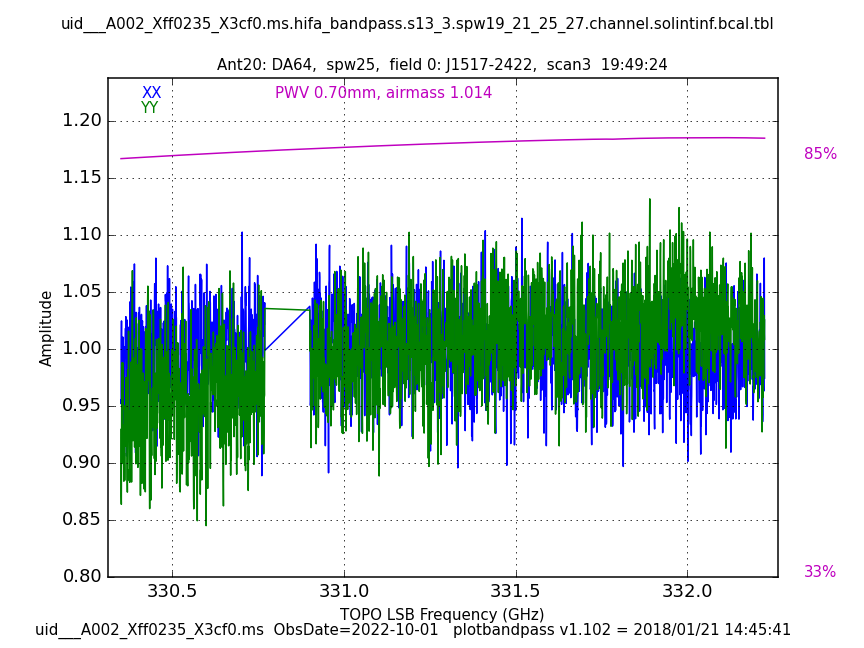 uid___A002_Xff0235_X3cf0.ms.hifa_bandpass.s13_3.spw19_21_25_27.channel.solintinf.bcal.tbl
Ant20: DA64,  spw25,  field 0: J1517-2422,  scan3  19:49:24
XX
PWV 0.70mm, airmass 1.014
YY
1.20
85%
1.15
1.10
1.05
Amplitude
1.00
0.95
0.90
0.85
0.80
33%
330.5 331.0 331.5 332.0
TOPO LSB Frequency (GHz)
uid___A002_Xff0235_X3cf0.ms  ObsDate=2022-10-01   plotbandpass v1.102 = 2018/01/21 14:45:41